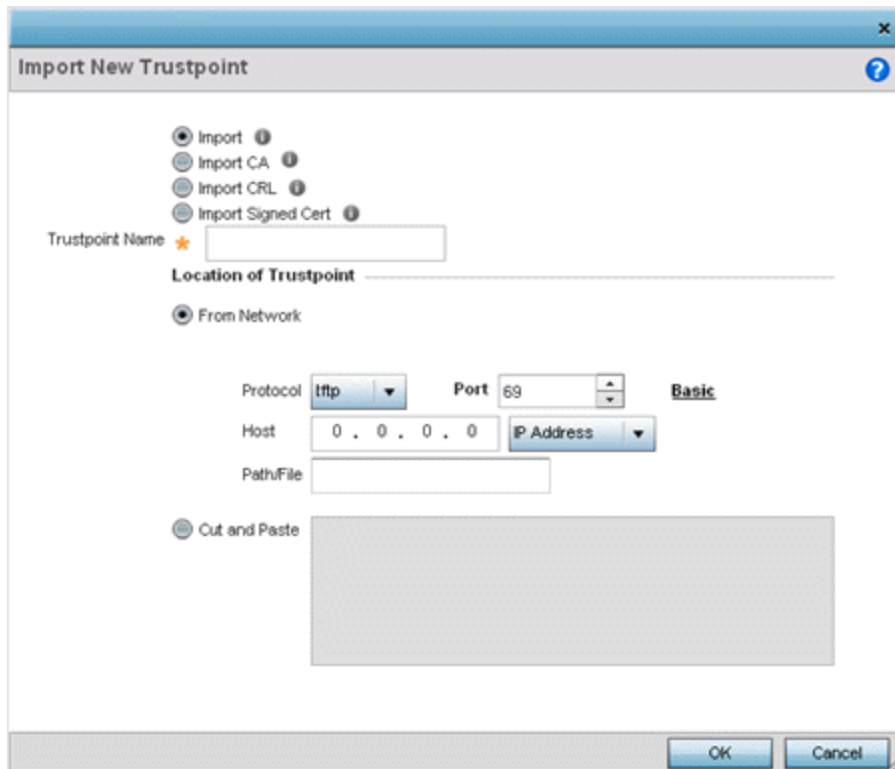 Import New Trustpoint
Import
Import CA
Import CRL
Import Signed Cert
Trustpoint Name *
Location of Trustpoint
From Network
Protocol tftp Port 69 Basic
Host 0 . 0 . 0 . 0 IP Address
Path/File
Cut and Paste
OK Cancel